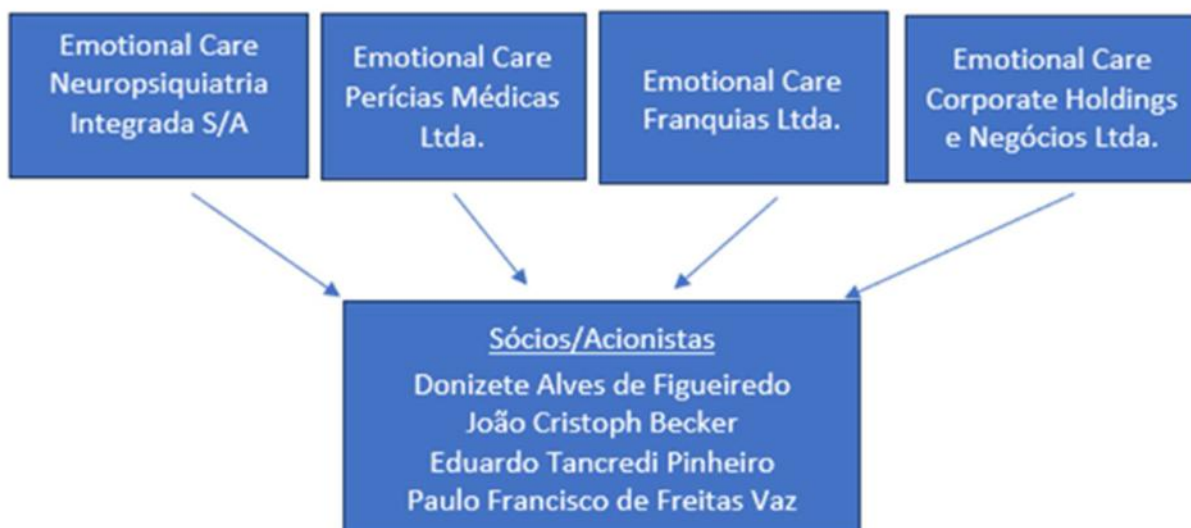 Emotional Care
Neuropsiquiatria
Integrada S/A
Emotional Care
Perícias Médicas
Ltda.
Emotional Care
Franquias Ltda.
Emotional Care
Corporate Holdings
e Negócios Ltda.
Sócios/Acionistas
Donizete Alves de Figueiredo
João Cristoph Becker
Eduardo Tancredi Pinheiro
Paulo Francisco de Freitas Vaz